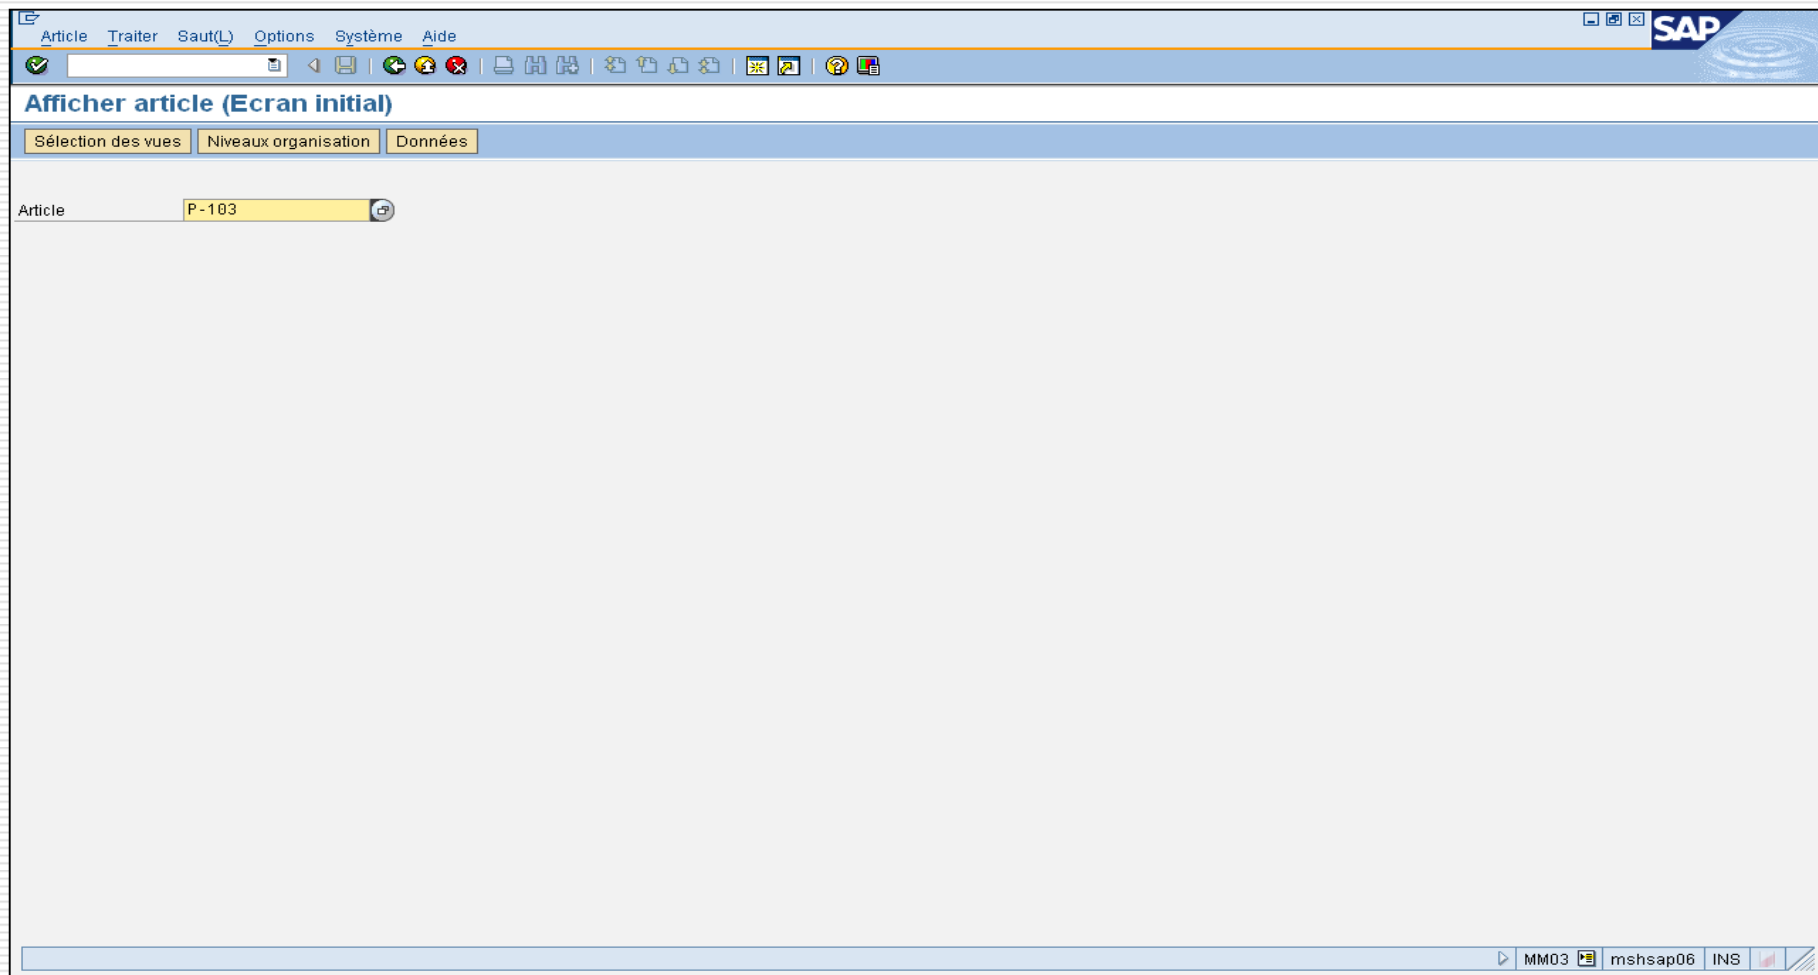 Article Traiter Saut(L) Options Système Aide
SAP
Afficher article (Ecran initial)
Sélection des vues Niveaux organisation Données
Article P-103
MM03 mshsap06 INS